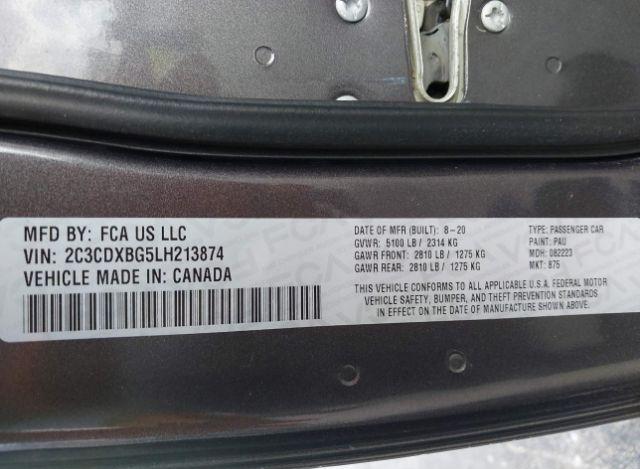 MFD BY: FCA US LLC
VIN: 2C3CDXBG5LH213874
VEHICLE MADE IN: CANADA
DATE OF MFR (BUILT): 8-20
GVWR: 5100 LB / 2314 KG
GAWR FRONT: 2810 LB / 1275 KG
GAWR REAR: 2810 LB / 1275 KG
TYPE: PASSENGER CAR
PAINT: PAU
MDH: 082223
MKT: 875
THIS VEHICLE CONFORMS TO ALL APPLICABLE U.S.A. FEDERAL MOTOR
VEHICLE SAFETY, BUMPER, AND THEFT PREVENTION STANDARDS
IN EFFECT ON THE DATE OF MANUFACTURE SHOWN ABOVE.